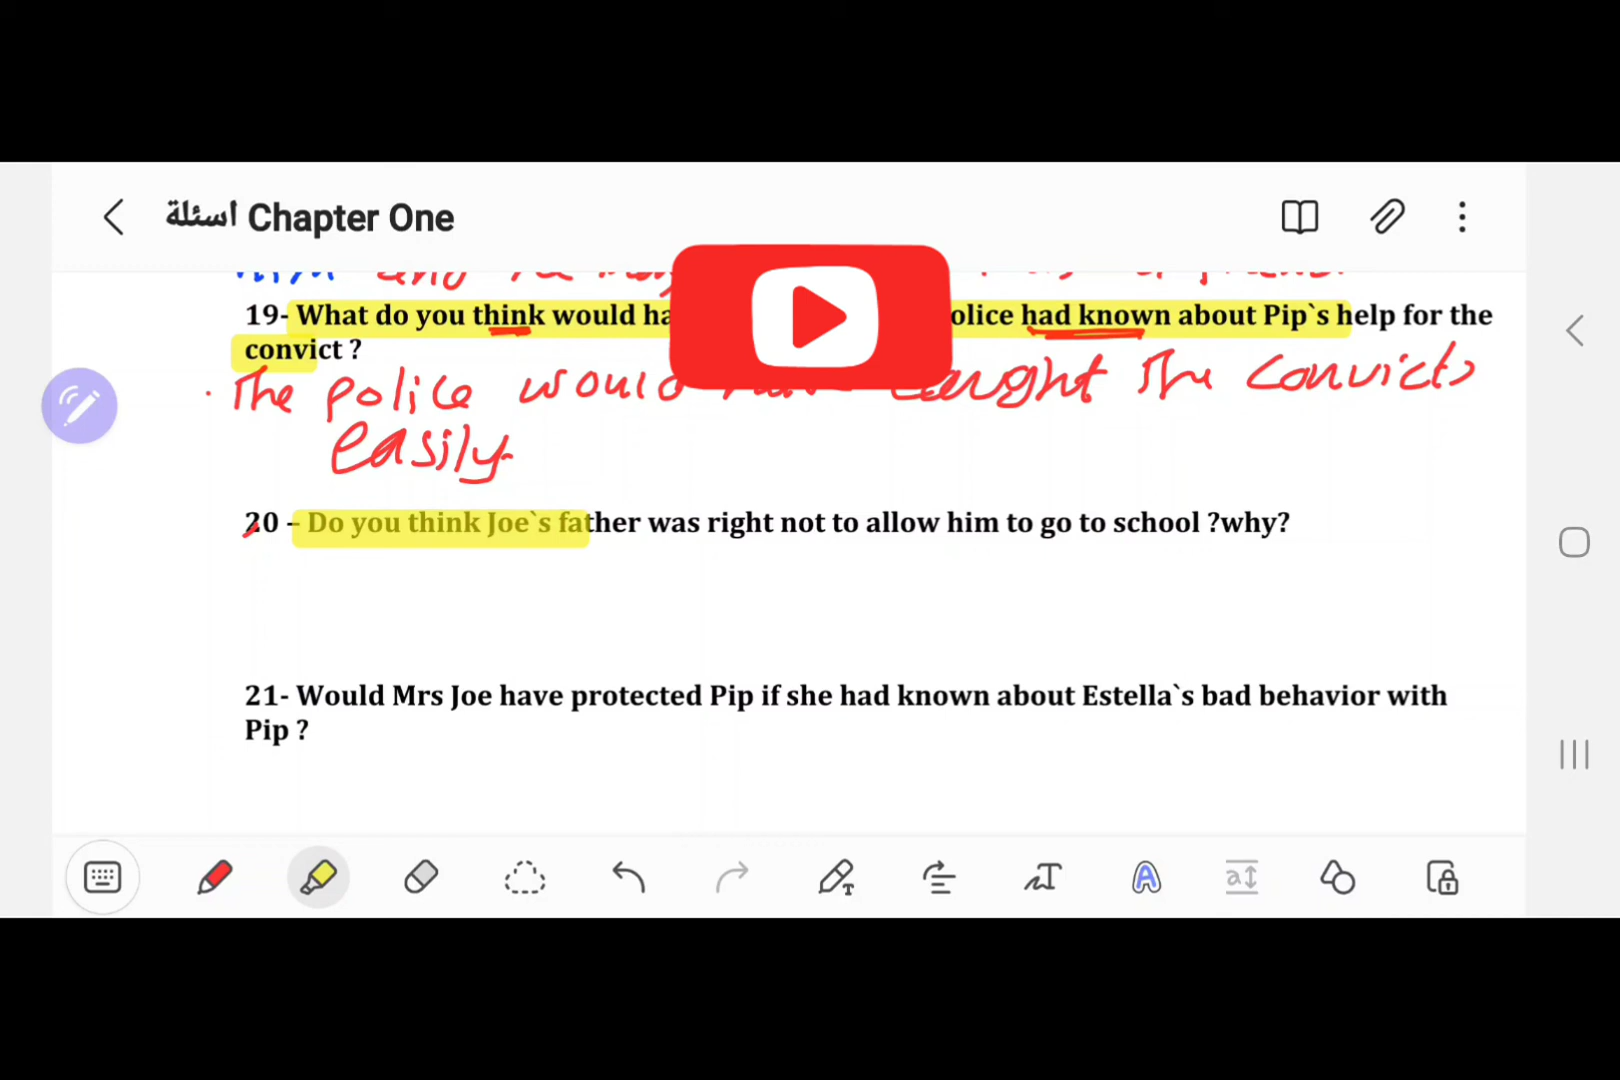 اسئلة Chapter One
19- What do you think would ha olice had known about Pip`s help for the
convict ?
The police would caught The convicts
easily.
20 – Do you think Joe`s father was right not to allow him to go to school ?why?
21- Would Mrs Joe have protected Pip if she had known about Estella`s bad behavior with
Pip ?